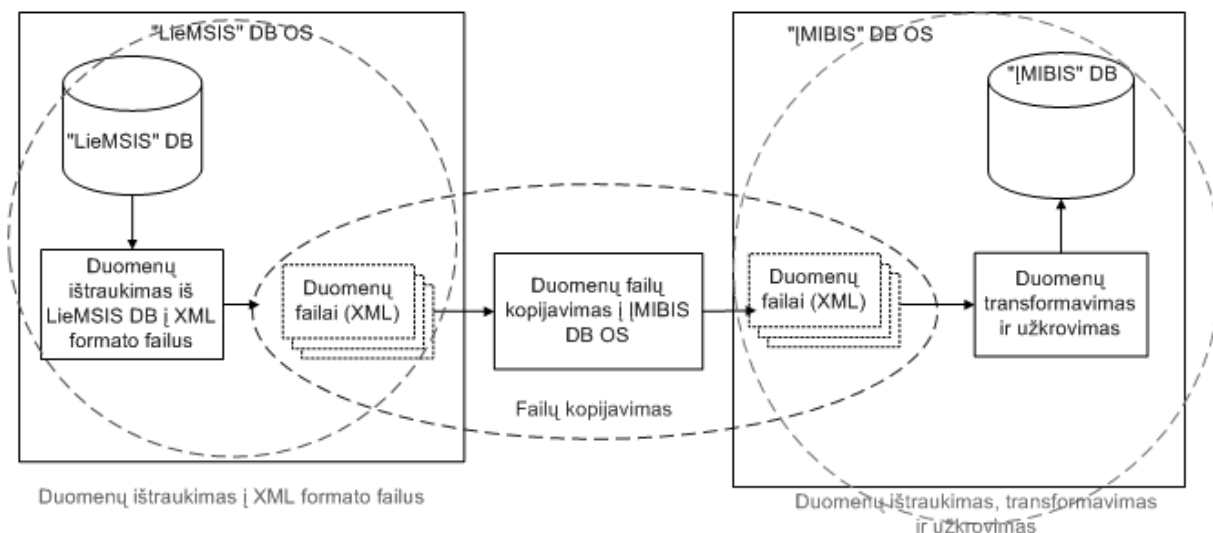 "LieMSIS" DB OS
"LieMSIS" DB
Duomenų
ištraukimas iš
LieMSIS DB į XML
formato failus
Duomenų
failai (XML)
Duomenų failų
kopijavimas į ĮMIBIS
DB OS
Failų kopijavimas
"ĮMIBIS" DB OS
"ĮMIBIS" DB
Duomenų
failai (XML)
Duomenų
transformavimas
ir užkrovimas
Duomenų ištraukimas į XML formato failus
Duomenų ištraukimas, transformavimas
ir užkrovimas